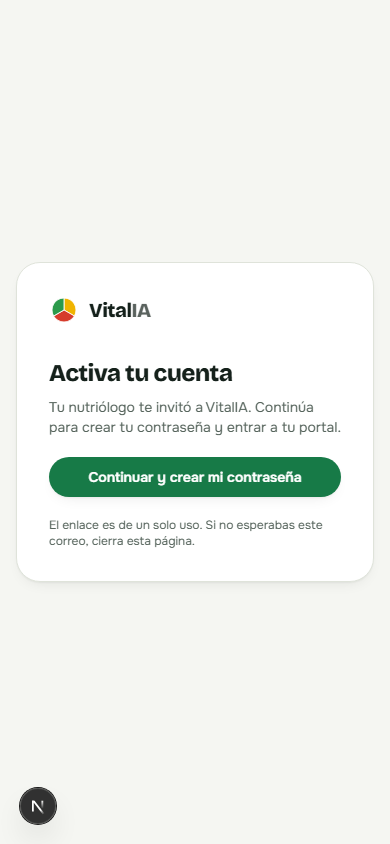 VitalIA
Activa tu cuenta
Tu nutriólogo te invitó a VitalIA. Continúa
para crear tu contraseña y entrar a tu portal.
Continuar y crear mi contraseña
El enlace es de un solo uso. Si no esperabas este
correo, cierra esta página.
N